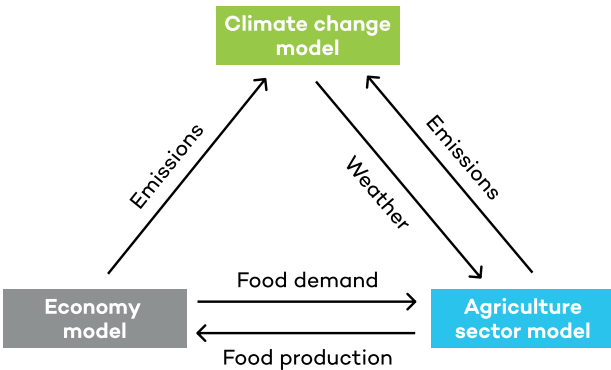 Climate change
model
Emissions
Weather
Emissions
Food demand
Economy
model
Agriculture
sector model
Food production